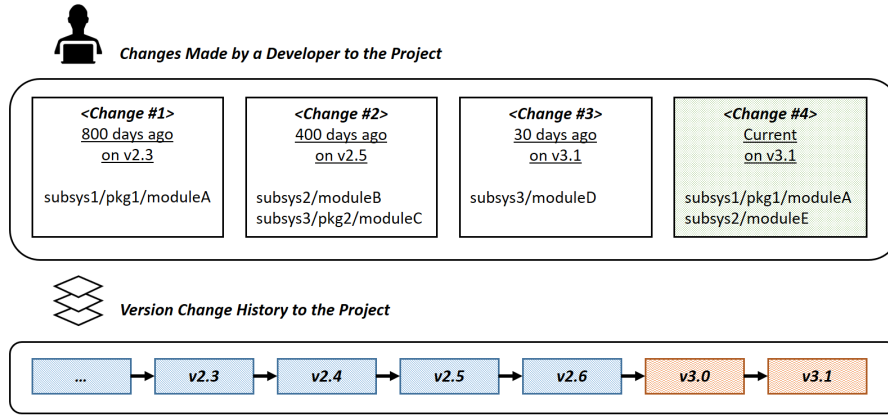 Changes Made by a Developer to the Project
<Change #1>
800 days ago
on v2.3
subsys1/pkg1/moduleA
<Change #2>
400 days ago
on v2.5
subsys2/moduleB
subsys3/pkg2/moduleC
<Change #3>
30 days ago
on v3.1
subsys3/moduleD
<Change #4>
Current
on v3.1
subsys1/pkg1/moduleA
subsys2/moduleE
Version Change History to the Project
...
v2.3
v2.4
v2.5
v2.6
v3.0
v3.1